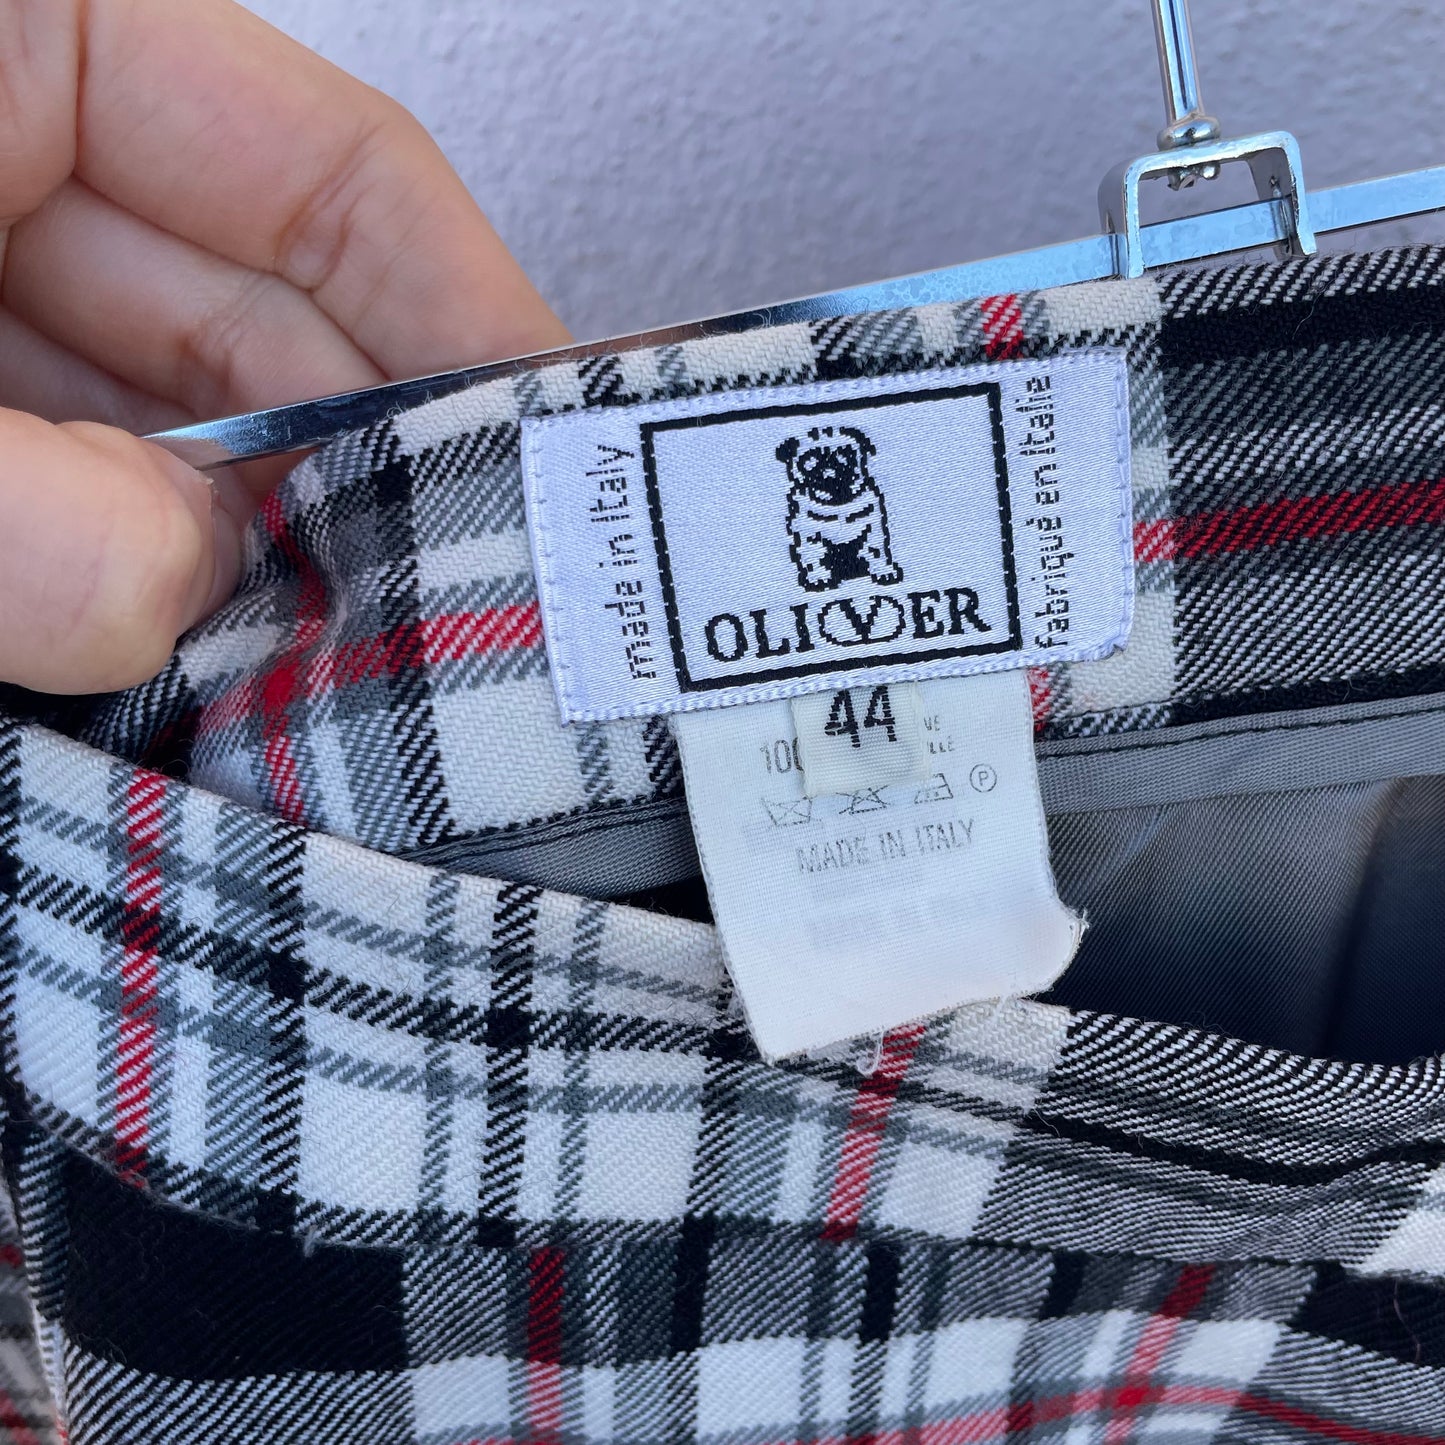 made in Italy
OLIVER
fabriqué en Italie
44
MADE IN ITALY
P